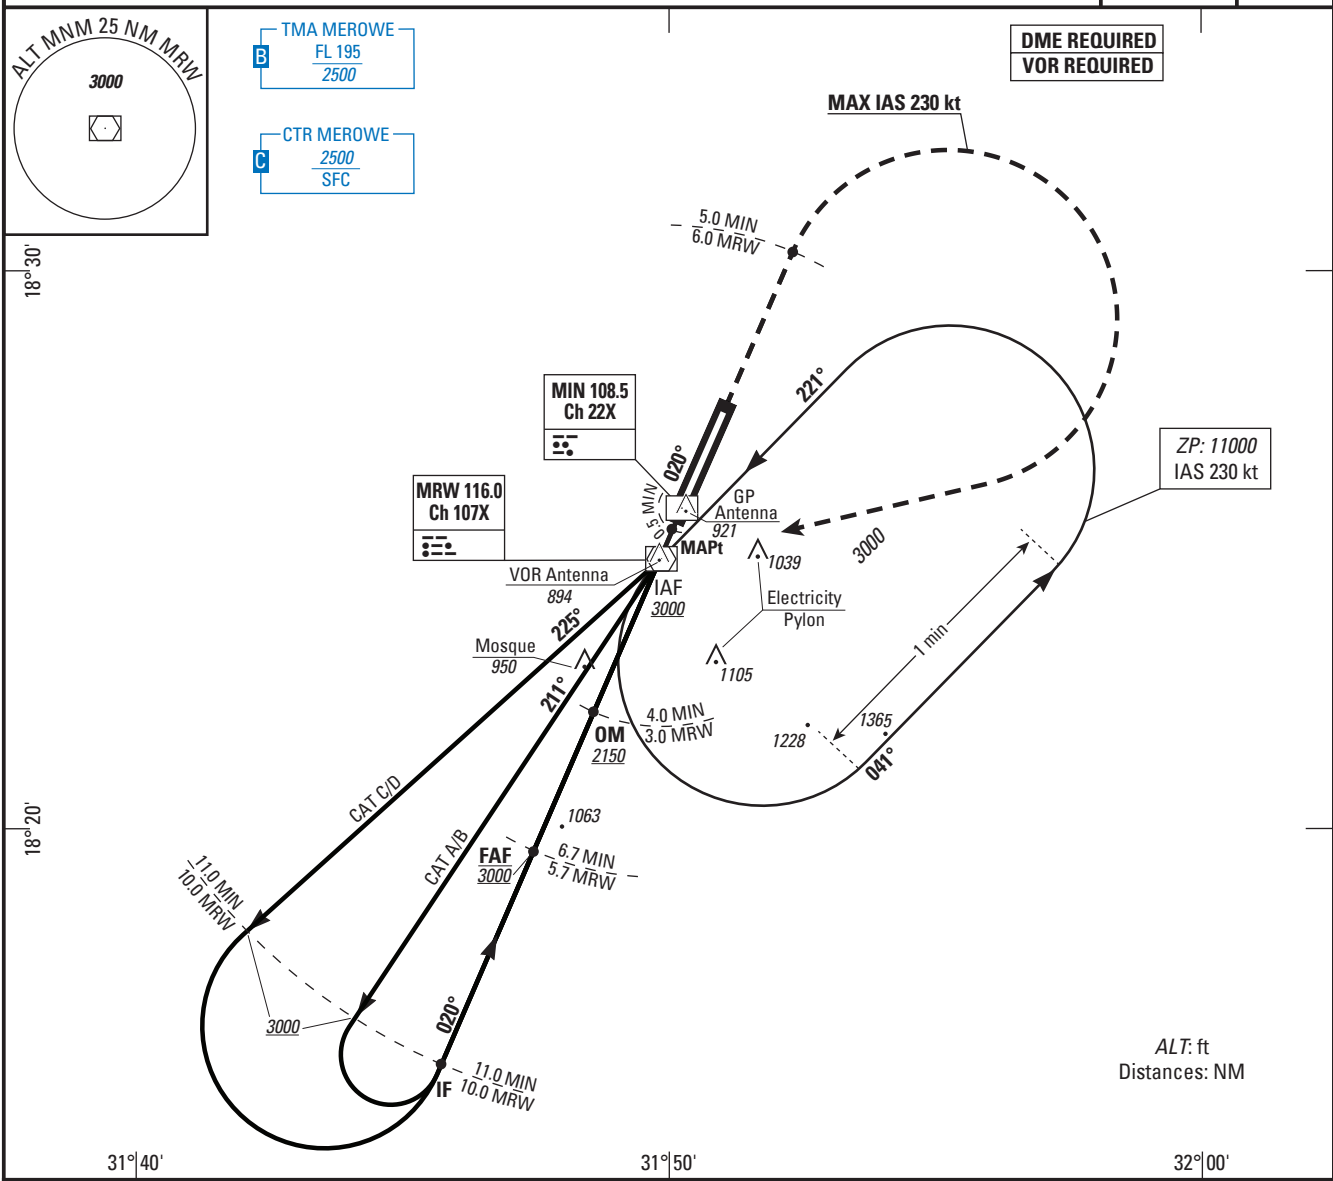 ALT MNM 25 NM MRW
3000
TMA MEROWE
B
FL 195
2500
CTR MEROWE
C
2500
SFC
DME REQUIRED
VOR REQUIRED
MAX IAS 230 kt
5.0 MIN
6.0 MRW
18°30'
221°
MIN 108.5
Ch 22X
020°
ZP: 11000
IAS 230 kt
MRW 116.0
Ch 107X
0.5 MIN
GP
Antenna
921
MAPt
3000
1039
VOR Antenna
894
IAF
3000
Electricity
Pylon
225°
Mosque
950
1 min
1105
211°
4.0 MIN
3.0 MRW
OM
2150
1228
1365
041°
CAT C/D
1063
18°20'
CAT A/B
FAF
3000
6.7 MIN
5.7 MRW
11.0 MIN
10.0 MRW
3000
020°
11.0 MIN
10.0 MRW
IF
ALT: ft
Distances: NM
31°40'
31°50'
32°00'